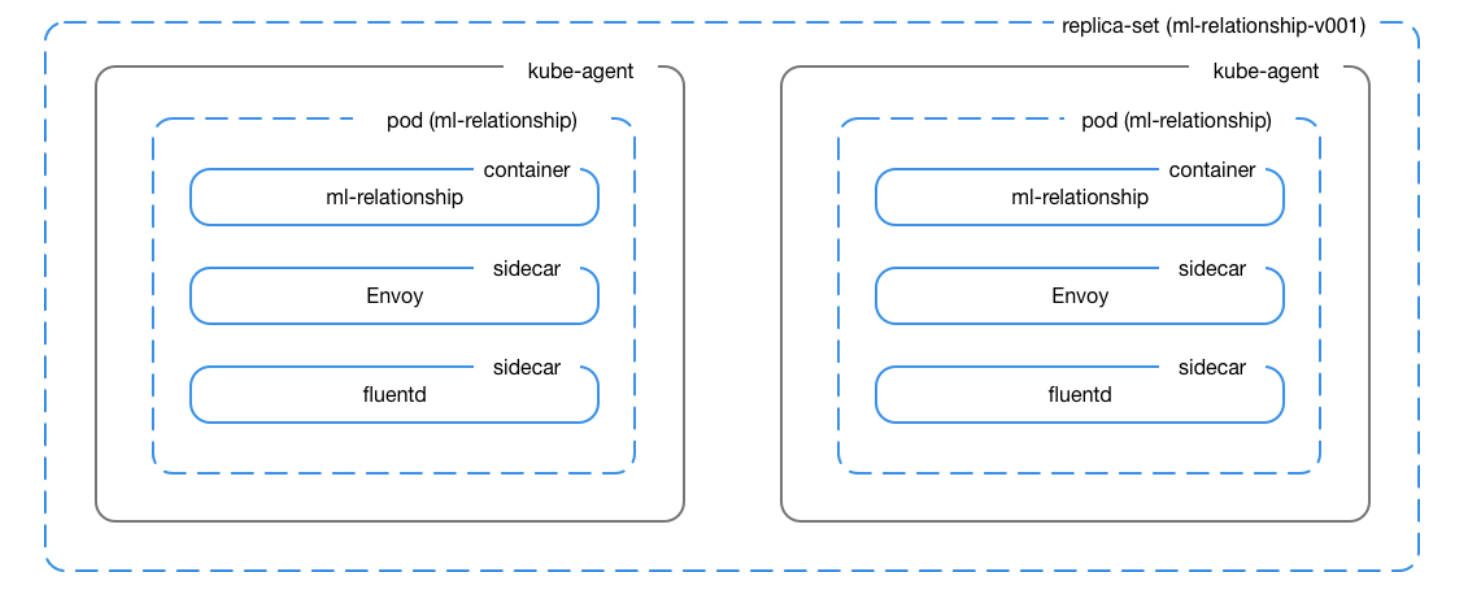 replica-set (ml-relationship-v001)
kube-agent
pod (ml-relationship)
container
ml-relationship
sidecar
Envoy
sidecar
fluentd
kube-agent
pod (ml-relationship)
container
ml-relationship
sidecar
Envoy
sidecar
fluentd